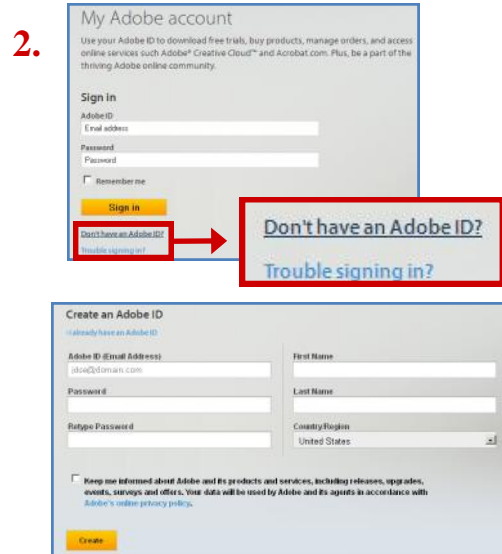 2.
My Adobe account
Use your Adobe ID to download free trials, buy products, manage orders, and access
online services such Adobe® Creative Cloud™ and Acrobat.com. Plus, be a part of the
thriving Adobe online community.
Sign in
Adobe ID
Email address
Password
Password
Remember me
Sign in
Don't have an Adobe ID?
Trouble signing in?
Don't have an Adobe ID?
Trouble signing in?
Create an Adobe ID
I already have an Adobe ID
Adobe ID (Email Address)
First Name
jdoe@domain.com
Password
Last Name
Retype Password
Country/Region
United States
Keep me informed about Adobe and its products and services, including releases, upgrades,
events, surveys and offers. Your data will be used by Adobe and its agents in accordance with
Adobe's online privacy policy.
Create